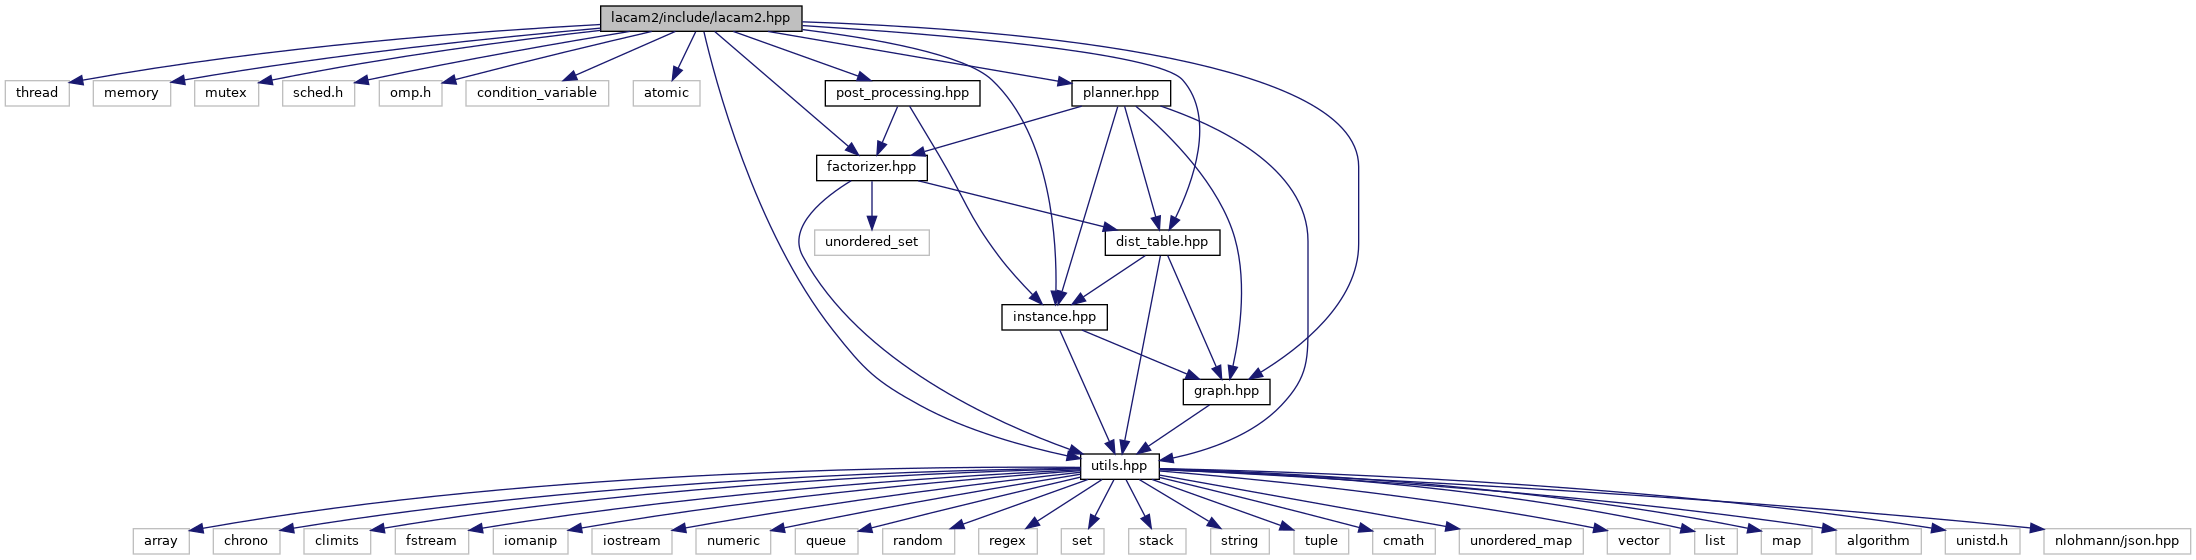 lacam2/include/lacam2.hpp
thread
memory
mutex
sched.h
omp.h
condition_variable
atomic
post_processing.hpp
planner.hpp
factorizer.hpp
unordered_set
dist_table.hpp
instance.hpp
graph.hpp
utils.hpp
array
chrono
climits
fstream
iomanip
iostream
numeric
queue
random
regex
set
stack
string
tuple
cmath
unordered_map
vector
list
map
algorithm
unistd.h
nlohmann/json.hpp